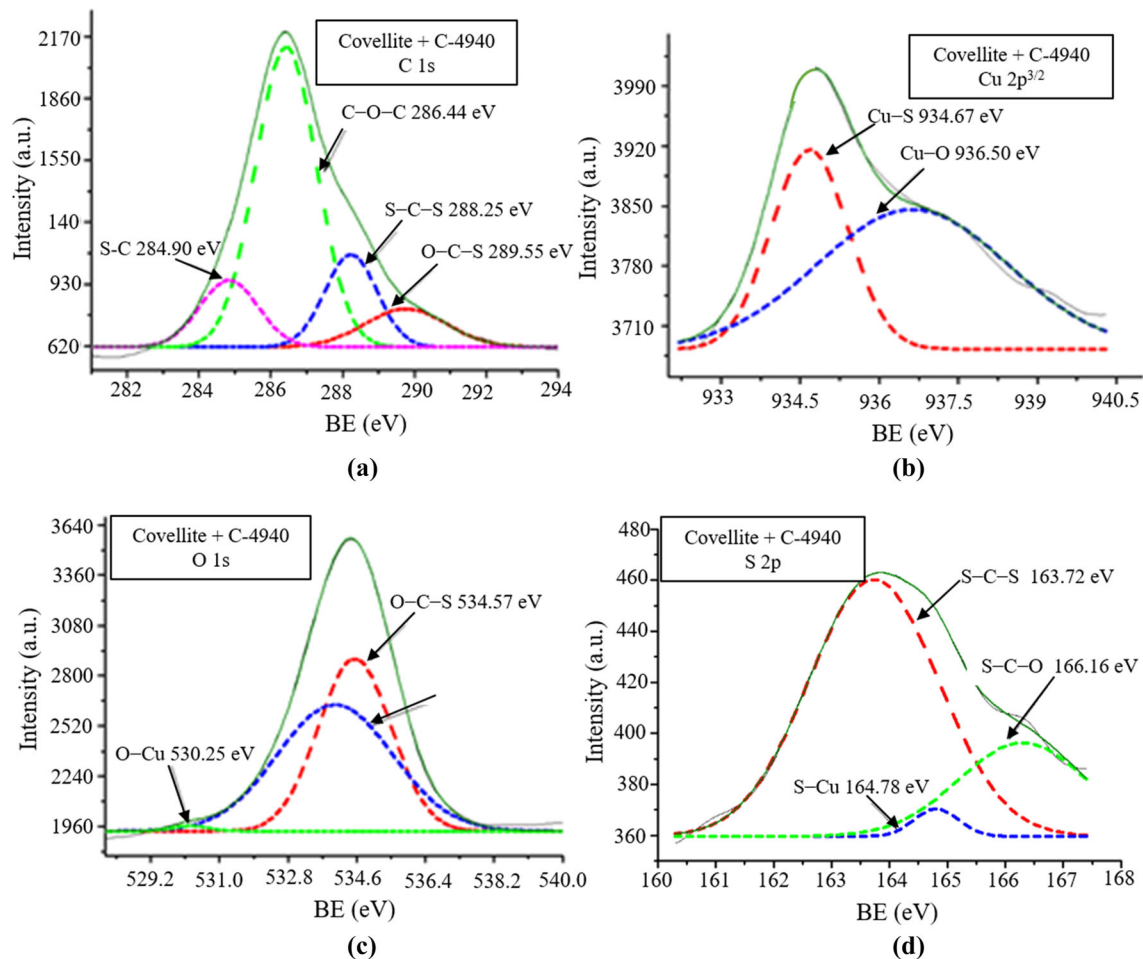 Covellite + C-4940
C 1s
Intensity (a.u.)
2170
1860
1550
140
930
620
C–O–C 286.44 eV
S–C–S 288.25 eV
O–C–S 289.55 eV
S-C 284.90 eV
282 284 286 288 290 292 294
BE (eV)
(a)
Covellite + C-4940
Cu 2p3/2
Intensity (a.u.)
3990
3920
3850
3780
3710
Cu–S 934.67 eV
Cu–O 936.50 eV
933 934.5 936 937.5 939 940.5
BE (eV)
(b)
Covellite + C-4940
O 1s
Intensity (a.u.)
3640
3360
3080
2800
2520
2240
1960
O–C–S 534.57 eV
O–Cu 530.25 eV
529.2 531.0 532.8 534.6 536.4 538.2 540.0
BE (eV)
(c)
Covellite + C-4940
S 2p
Intensity (a.u.)
480
460
440
420
400
380
360
S–C–S 163.72 eV
S–C–O 166.16 eV
S–Cu 164.78 eV
160 161 162 163 164 165 166 167 168
BE (eV)
(d)